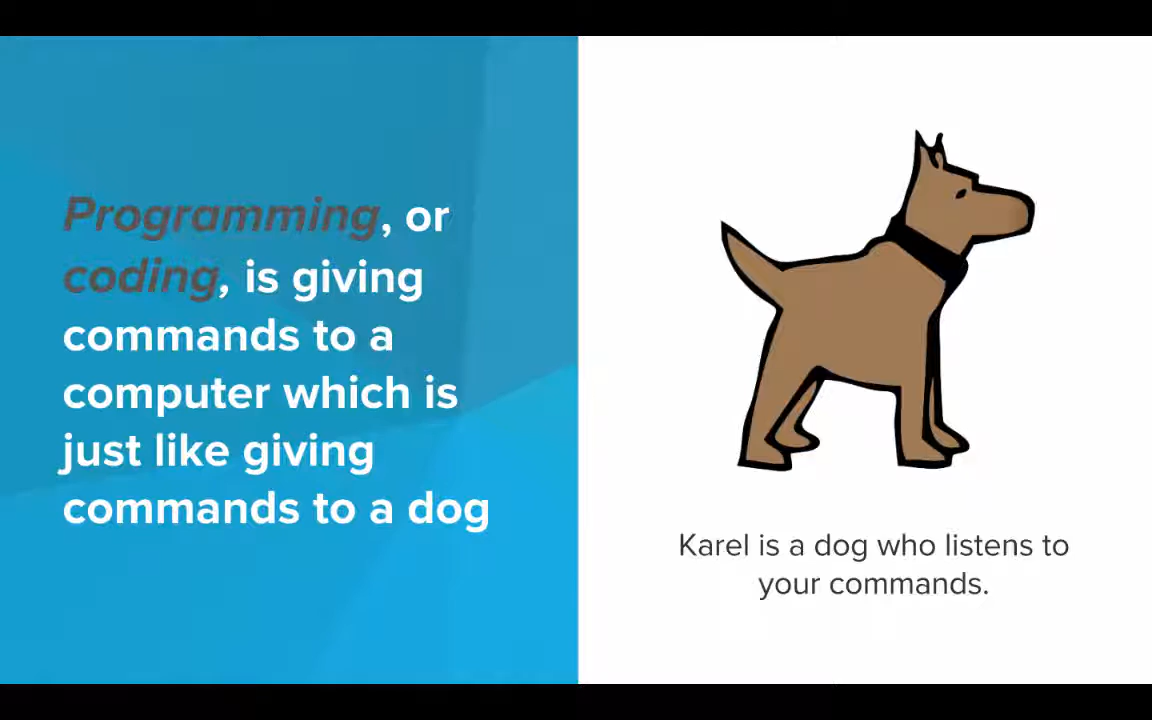 Programming, or
coding, is giving
commands to a
computer which is
just like giving
commands to a dog
Karel is a dog who listens to
your commands.